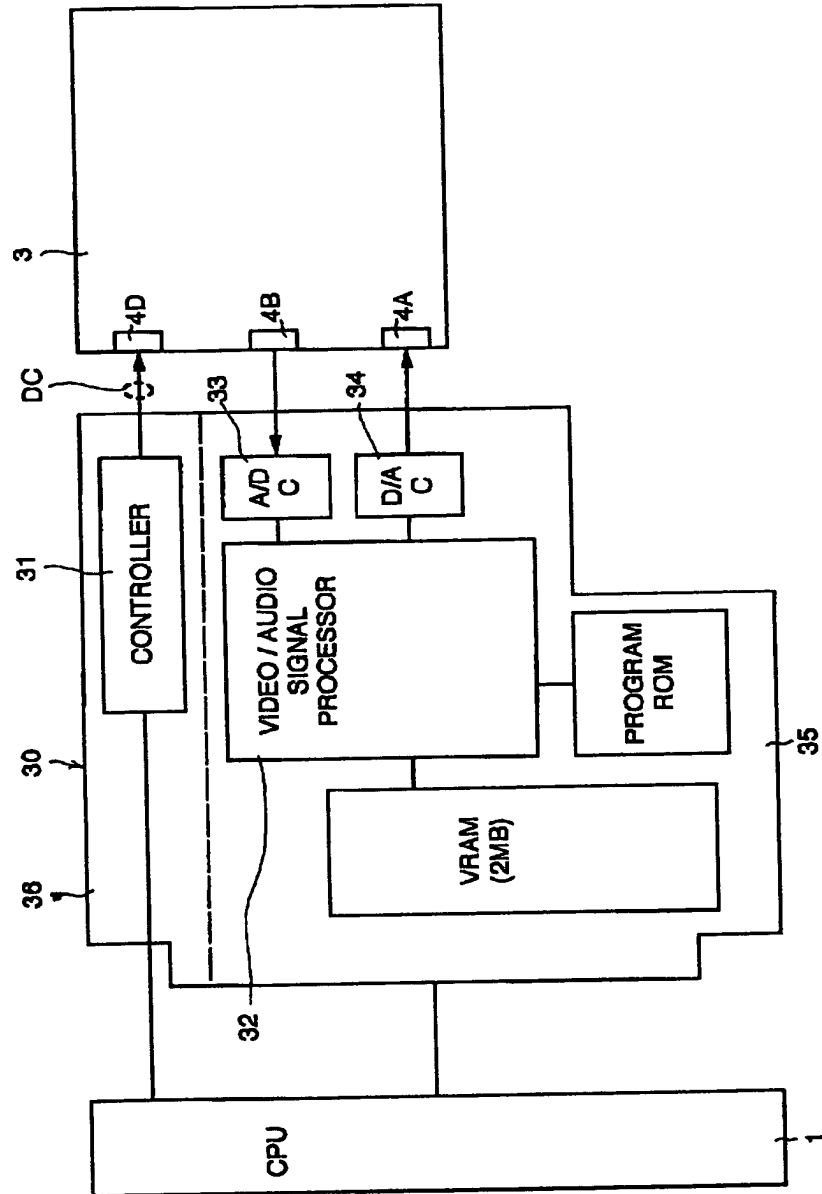 36
30
31
DC
3
CONTROLLER
4D
CPU
32
VIDEO / AUDIO
SIGNAL
PROCESSOR
33
A/D
C
4B
34
D/A
C
4A
VRAM
(2MB)
PROGRAM
ROM
1
35